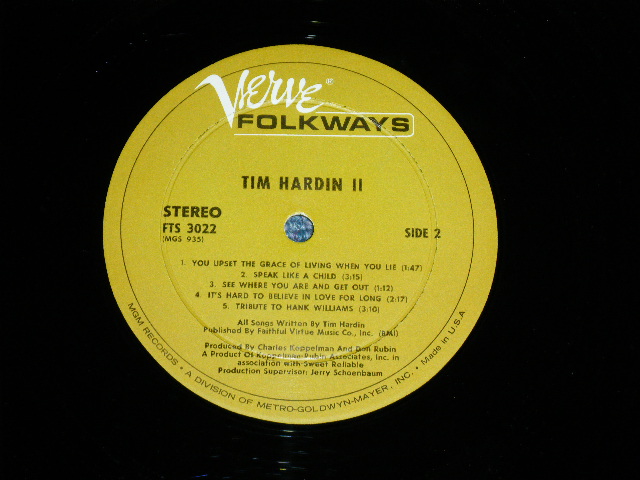 Verve®
FOLKWAYS
TIM HARDIN II
STEREO
FTS 3022
(MGS 935)
SIDE 2
1. YOU UPSET THE GRACE OF LIVING WHEN YOU LIE (1:47)
2. SPEAK LIKE A CHILD (3:15)
3. SEE WHERE YOU ARE AND GET OUT (1:12)
4. IT'S HARD TO BELIEVE IN LOVE FOR LONG (2:17)
5. TRIBUTE TO HANK WILLIAMS (3:10)
All Songs Written By Tim Hardin
Published By Faithful Virtue Music Co., Inc. (BMI)
Produced By Charles Koppelman And Don Rubin
A Product Of Koppelman Rubin Associates, Inc. in
association with Sweet Reliable
Production Supervisor: Jerry Schoenbaum
MGM RECORDS • A DIVISION OF METRO-GOLDWYN-MAYER, INC. • Made in U.S.A